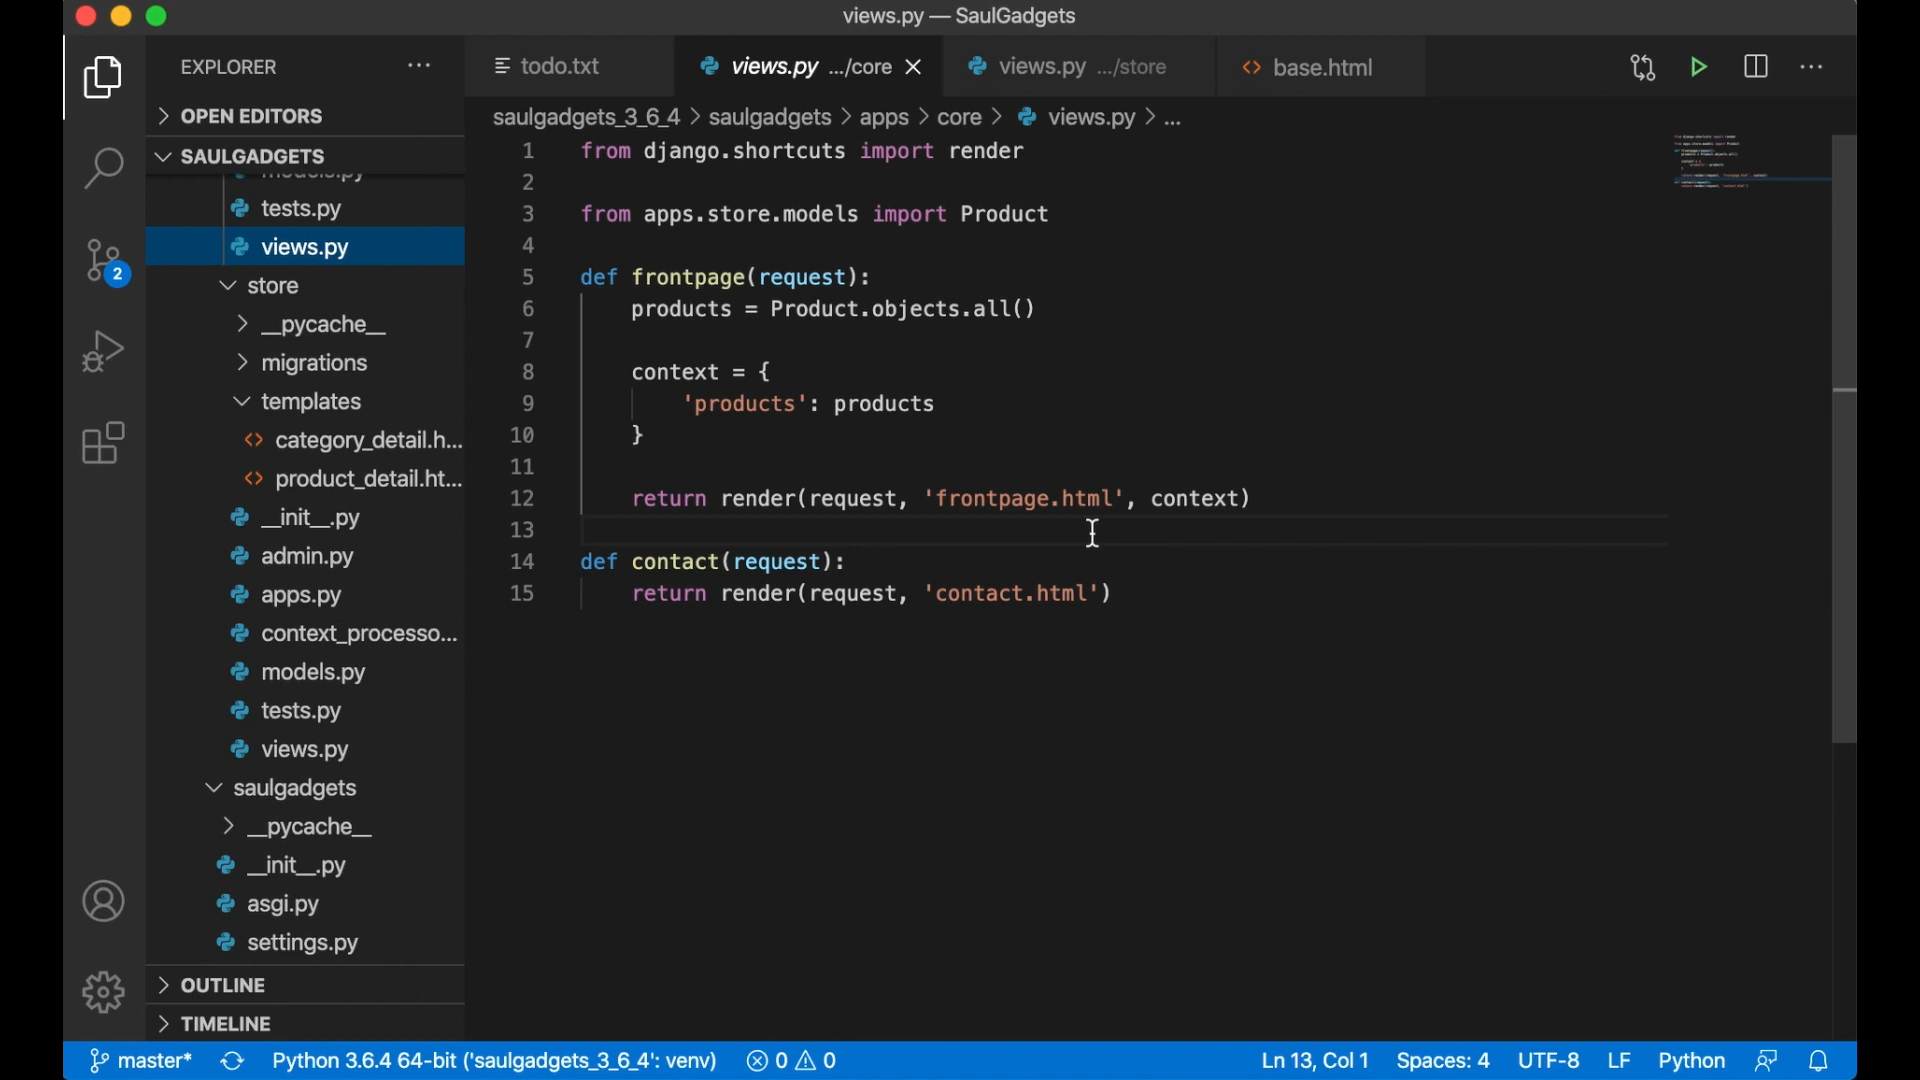 views.py — SaulGadgets
EXPLORER
todo.txt
views.py .../core
views.py .../store
base.html
OPEN EDITORS
saulgadgets_3_6_4 > saulgadgets > apps > core > views.py > ...
SAULGADGETS
models.py
tests.py
views.py
store
__pycache__
migrations
templates
category_detail.h...
product_detail.ht...
__init__.py
admin.py
apps.py
context_processo...
models.py
tests.py
views.py
saulgadgets
__pycache__
__init__.py
asgi.py
settings.py
OUTLINE
TIMELINE
2
1 from django.shortcuts import render
2
3 from apps.store.models import Product
4
5 def frontpage(request):
6 products = Product.objects.all()
7
8 context = {
9 'products': products
10 }
11
12 return render(request, 'frontpage.html', context)
13
14 def contact(request):
15 return render(request, 'contact.html')
master* Python 3.6.4 64-bit ('saulgadgets_3_6_4': venv) 0 0 Ln 13, Col 1 Spaces: 4 UTF-8 LF Python